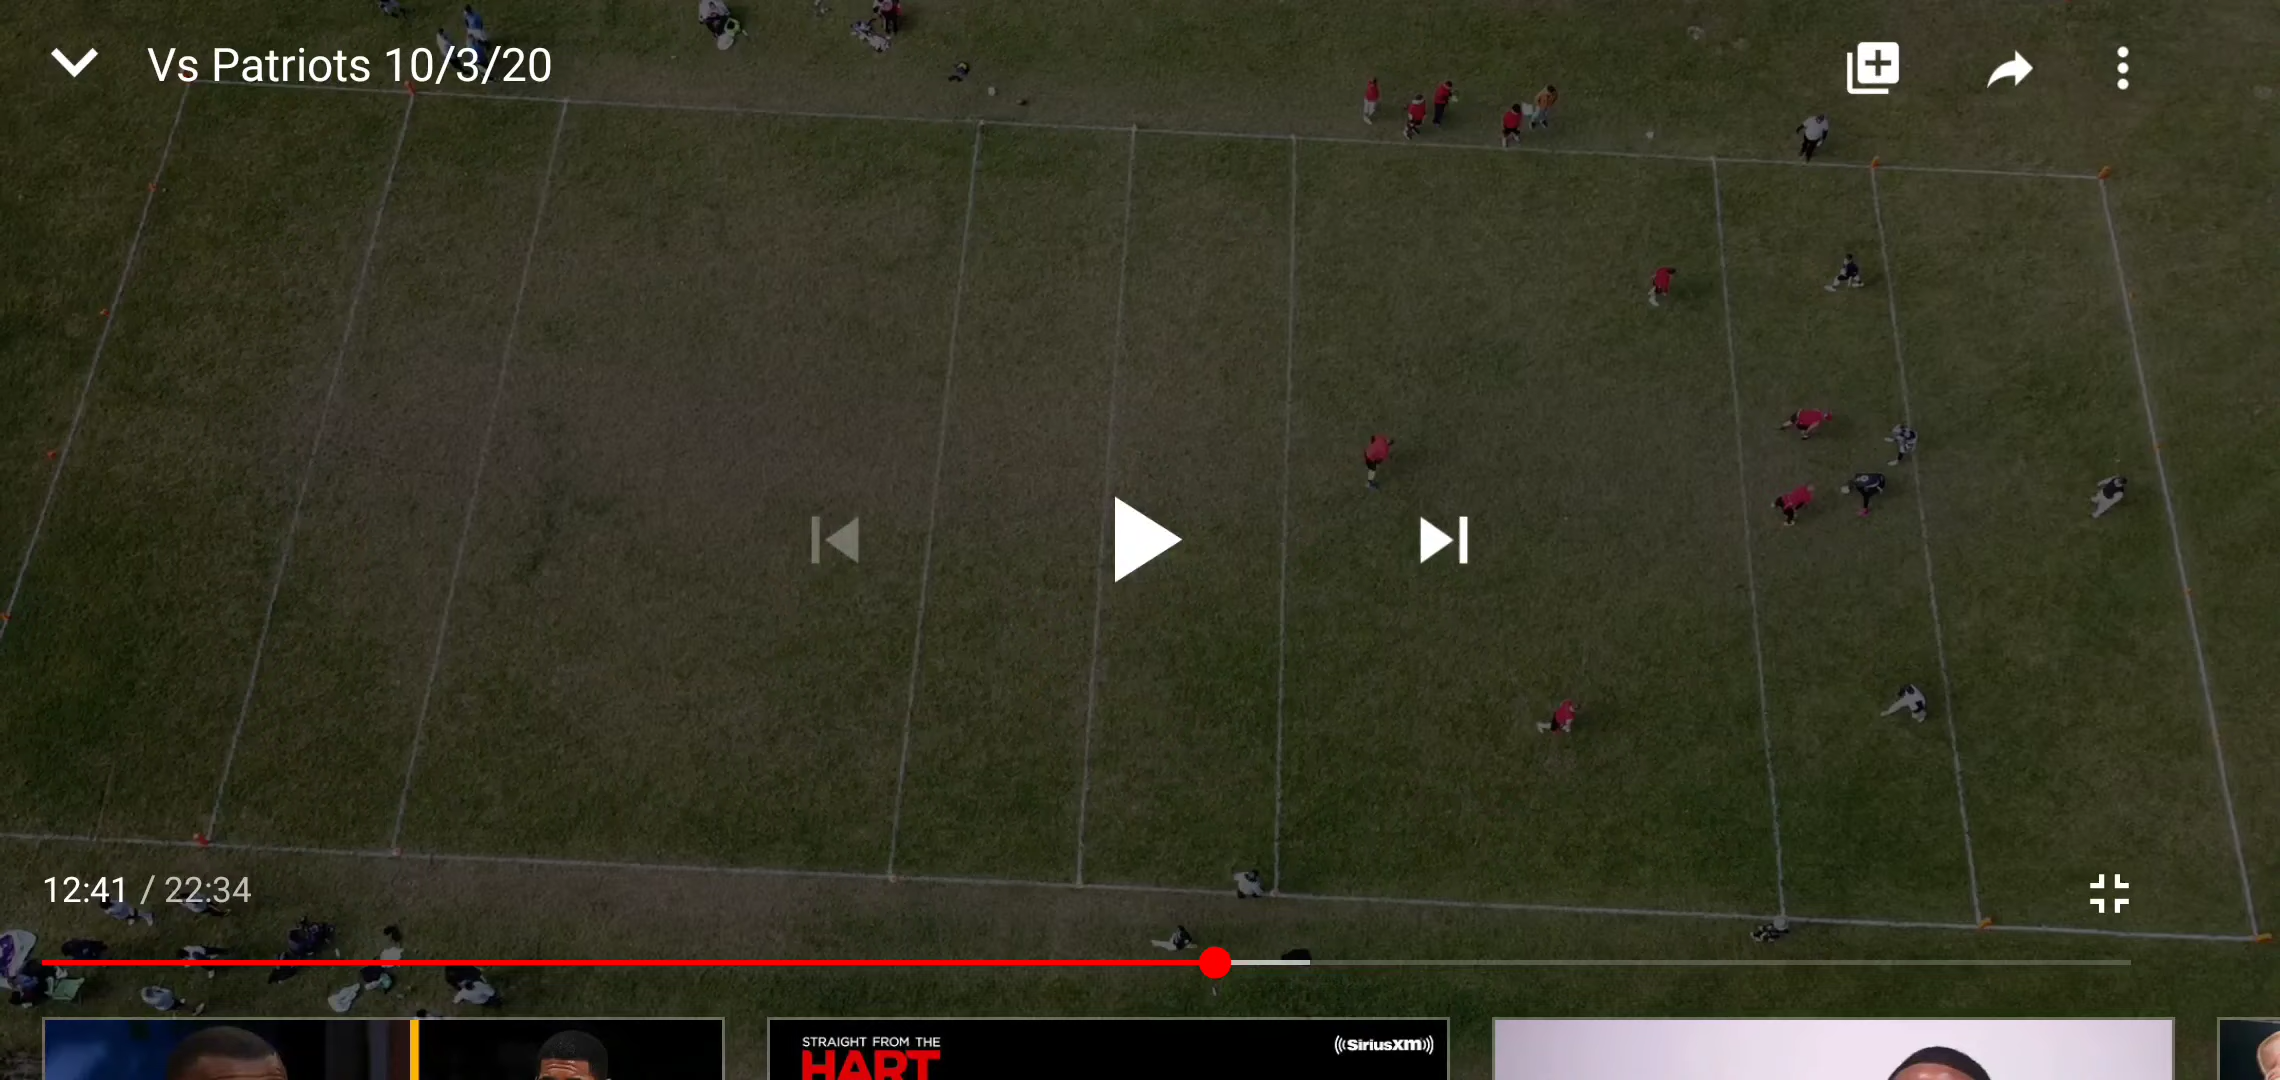 Vs Patriots 10/3/20
12:41 / 22:34
STRAIGHT FROM THE
HART
SiriusXM